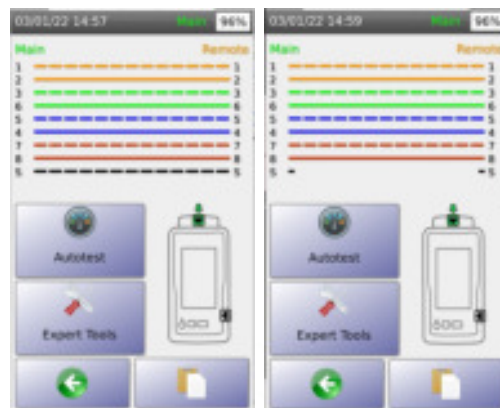 03/01/22 14:57 Main 96%
Main Remote
1 1
2 2
3 3
6 6
5 5
4 4
7 7
8 8
S S
Autotest
Expert Tools
03/01/22 14:59 Main 96%
Main Remote
1 1
2 2
3 3
6 6
5 5
4 4
7 7
8 8
S S
Autotest
Expert Tools